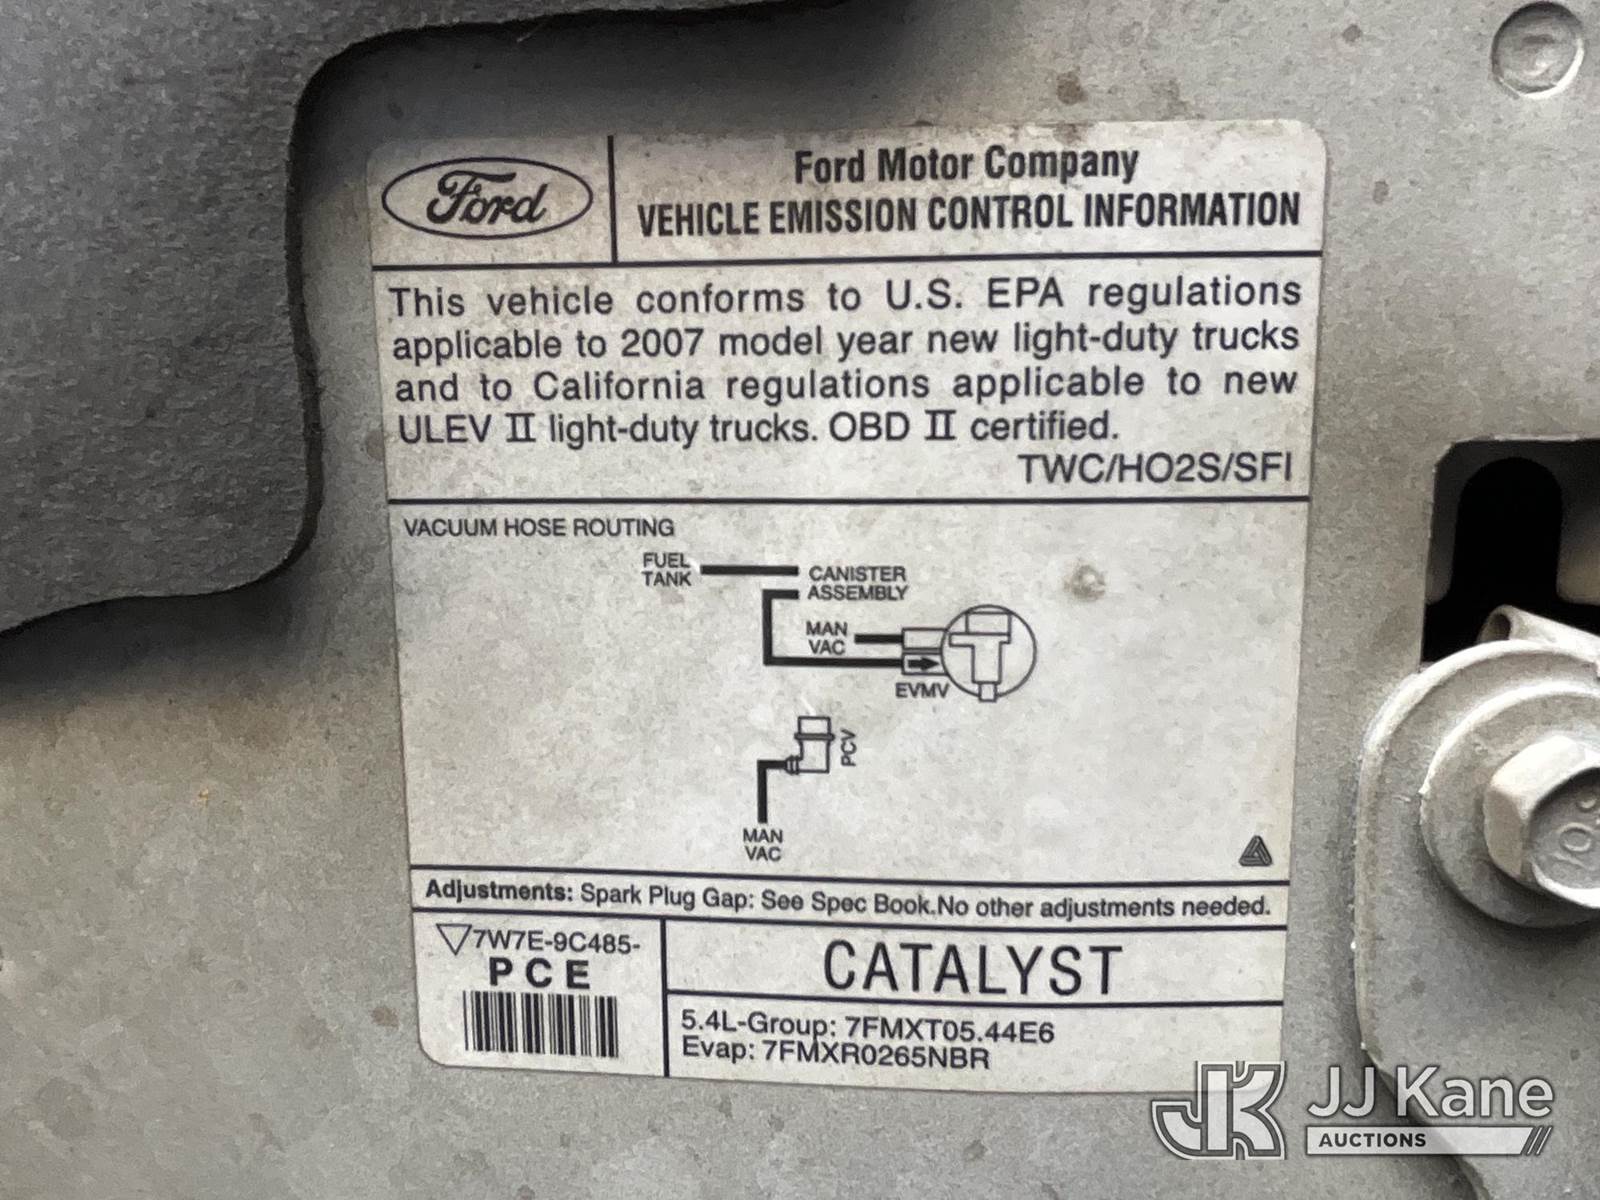 Ford
Ford Motor Company
VEHICLE EMISSION CONTROL INFORMATION
This vehicle conforms to U.S. EPA regulations
applicable to 2007 model year new light-duty trucks
and to California regulations applicable to new
ULEV II light-duty trucks. OBD II certified.
TWC/HO2S/SFI
VACUUM HOSE ROUTING
FUEL
TANK
CANISTER
ASSEMBLY
MAN
VAC
EVMV
PCV
MAN
VAC
Adjustments: Spark Plug Gap: See Spec Book.No other adjustments needed.
7W7E-9C485-
PCE
CATALYST
5.4L-Group: 7FMXT05.44E6
Evap: 7FMXR0265NBR
JK JJ Kane
AUCTIONS